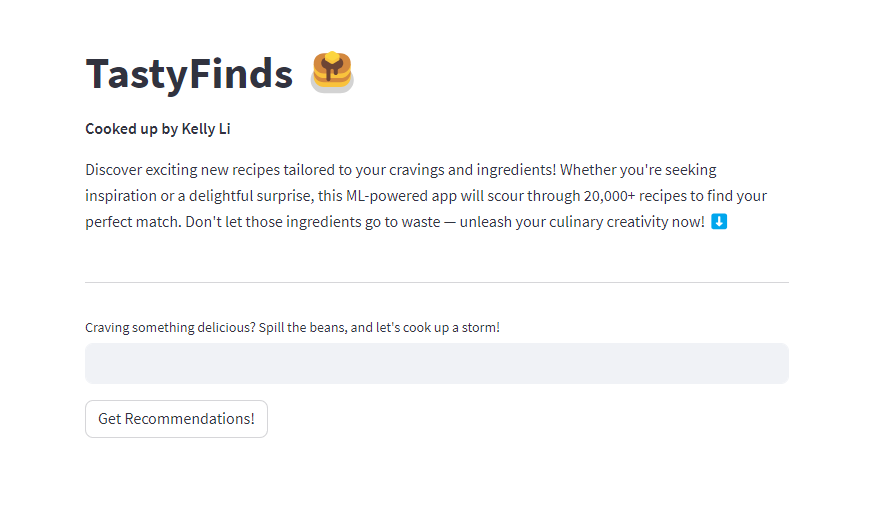 TastyFinds
Cooked up by Kelly Li
Discover exciting new recipes tailored to your cravings and ingredients! Whether you're seeking
inspiration or a delightful surprise, this ML-powered app will scour through 20,000+ recipes to find your
perfect match. Don't let those ingredients go to waste — unleash your culinary creativity now! ⬇️
Craving something delicious? Spill the beans, and let's cook up a storm!
Get Recommendations!